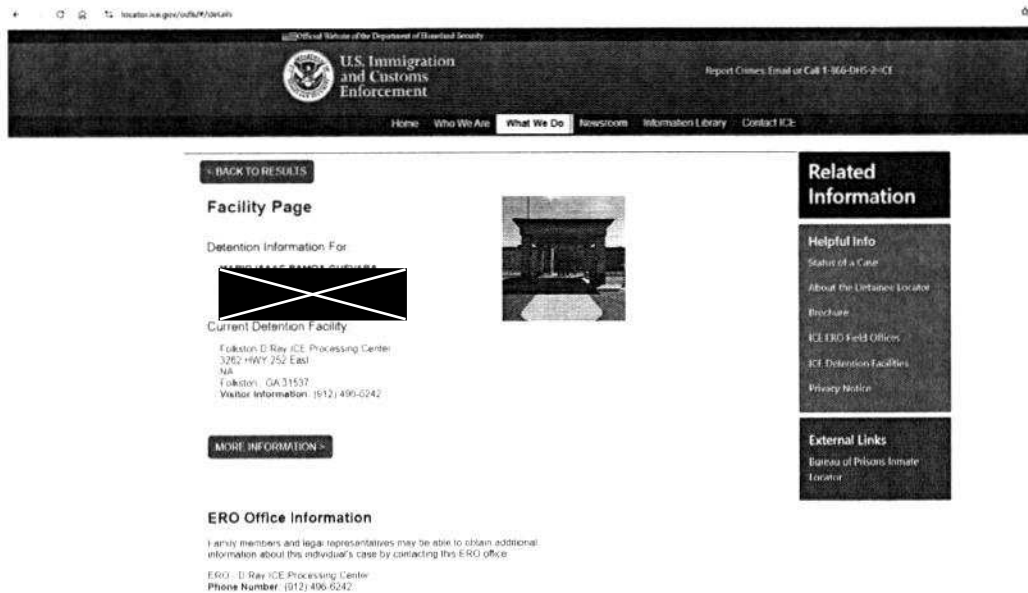 locator.ice.gov/odls/#/details
Official Website of the Department of Homeland Security
U.S. Immigration
and Customs
Enforcement
Report Crimes: Email or Call 1-866-DHS-2-ICE
Home Who We Are What We Do Newsroom Information Library Contact ICE
< BACK TO RESULTS
Facility Page
Detention Information For:
Current Detention Facility:
Folkston D Ray ICE Processing Center
3262 HWY 252 East
NA
Folkston, GA 31537
Visitor Information: (912) 496-6242
MORE INFORMATION >
ERO Office Information
Family members and legal representatives may be able to obtain additional
information about this individual's case by contacting this ERO office:
ERO - D Ray ICE Processing Center
Phone Number: (912) 496-6242
Related
Information
Helpful Info
Status of a Case
About the Detainee Locator
Brochure
ICE ERO Field Offices
ICE Detention Facilities
Privacy Notice
External Links
Bureau of Prisons Inmate
Locator